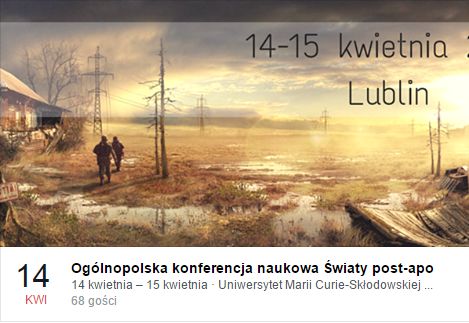 14-15 kwietnia 2
Lublin
14
KWI
Ogólnopolska konferencja naukowa Światy post-apo
14 kwietnia – 15 kwietnia · Uniwersytet Marii Curie-Skłodowskiej ...
68 gości